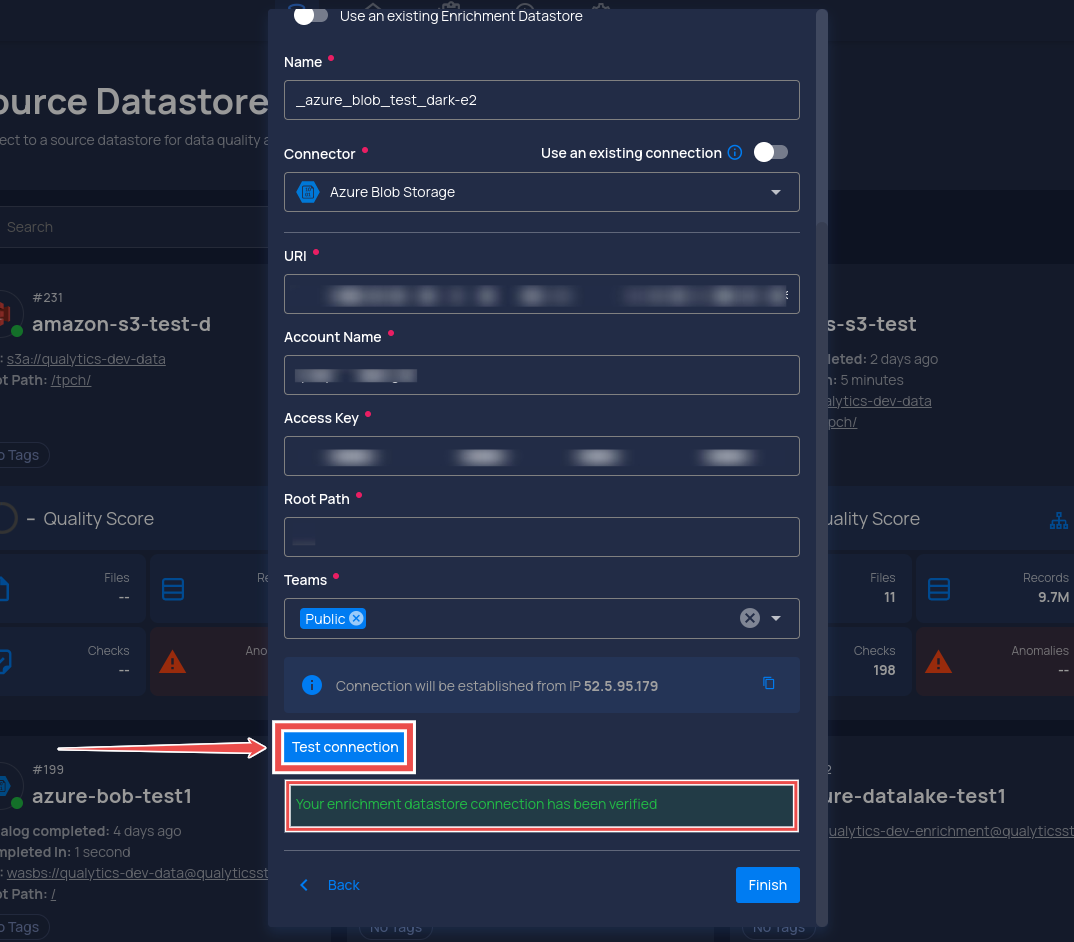 Use an existing Enrichment Datastore
Name
_azure_blob_test_dark-e2
Connector
Use an existing connection
Azure Blob Storage
URI
Account Name
Access Key
Root Path
Teams
Public
Connection will be established from IP 52.5.95.179
Test connection
Your enrichment datastore connection has been verified
Back
Finish
ource Datastore
ect to a source datastore for data quality a
Search
#231
amazon-s3-test-d
: s3a://qualytics-dev-data
ot Path: /tpch/
o Tags
– Quality Score
Files
--
Re
Checks
--
Ano
#199
azure-bob-test1
alog completed: 4 days ago
mpleted In: 1 second
: wasbs://qualytics-dev-data@qualyticsst
ot Path: /
o Tags
No Tags
s-s3-test
leted: 2 days ago
n: 5 minutes
alytics-dev-data
pch/
uality Score
Files
11
Records
9.7M
Checks
198
Anomalies
--
2
ure-datalake-test1
ualytics-dev-enrichment@qualyticsst
No Tags